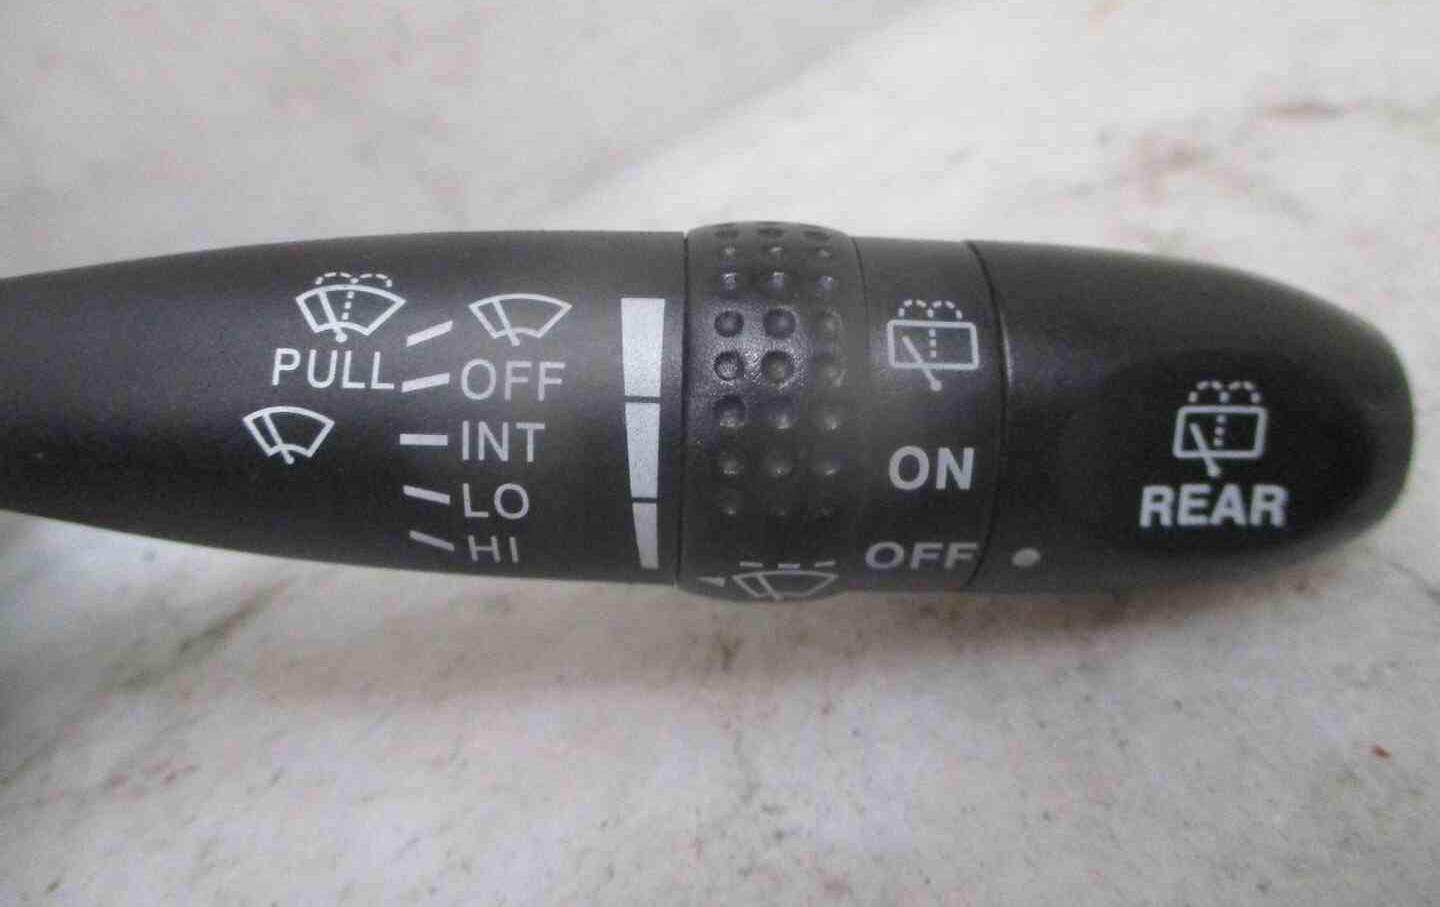 PULL
OFF
INT
LO
HI
ON
OFF
REAR